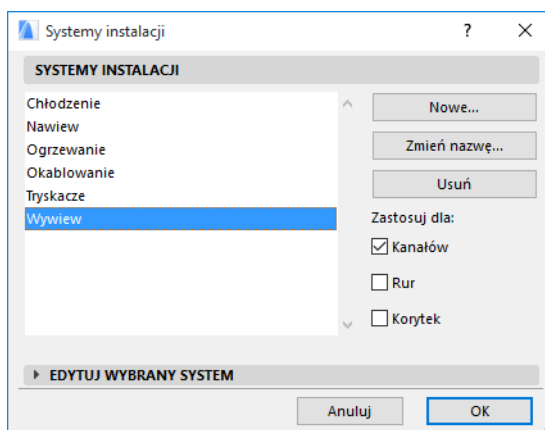 Systemy instalacji
SYSTEMY INSTALACJI
Chłodzenie
Nawiew
Ogrzewanie
Okablowanie
Tryskacze
Wywiew
Nowe...
Zmień nazwę...
Usuń
Zastosuj dla:
Kanałów
Rur
Korytek
EDYTUJ WYBRANY SYSTEM
Anuluj
OK